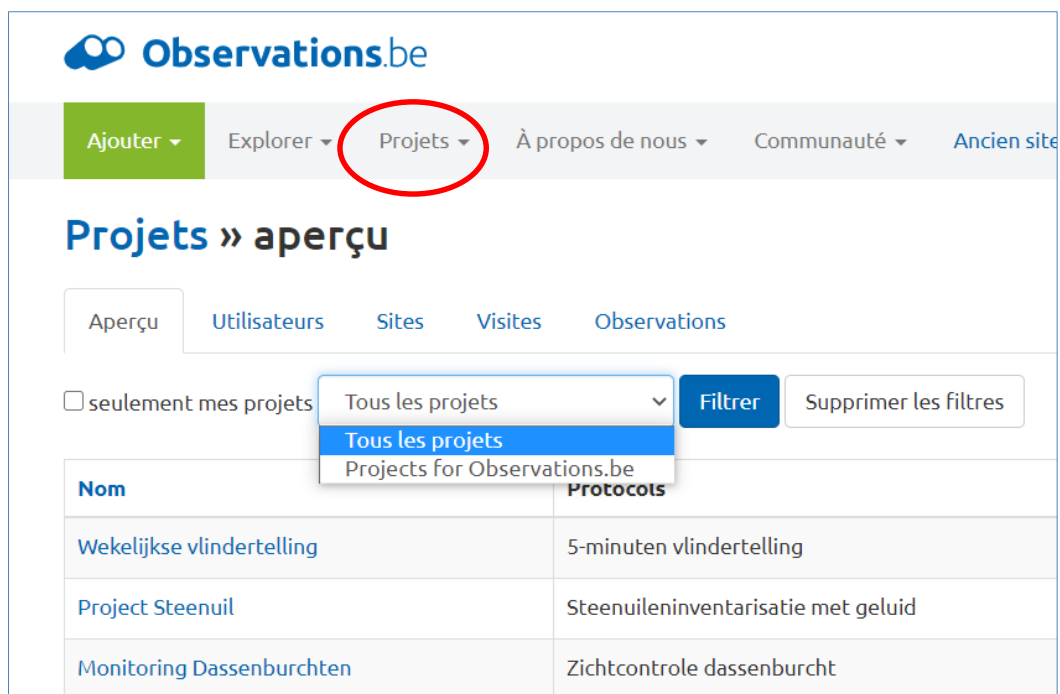 Observations.be
Ajouter Explorer Projets À propos de nous Communauté Ancien site
Projets » aperçu
Aperçu Utilisateurs Sites Visites Observations
seulement mes projets Tous les projets Filtrer Supprimer les filtres
Tous les projets
Projects for Observations.be
Nom Protocols
Wekelijkse vlindertelling 5-minuten vlindertelling
Project Steenuil Steenuileninventarisatie met geluid
Monitoring Dassenburchten Zichtcontrole dassenburcht